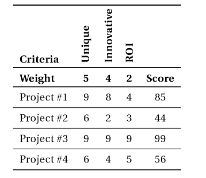 Criteria Unique Innovative ROI
Weight 5 4 2 Score
Project #1 9 8 4 85
Project #2 6 2 3 44
Project #3 9 9 9 99
Project #4 6 4 5 56